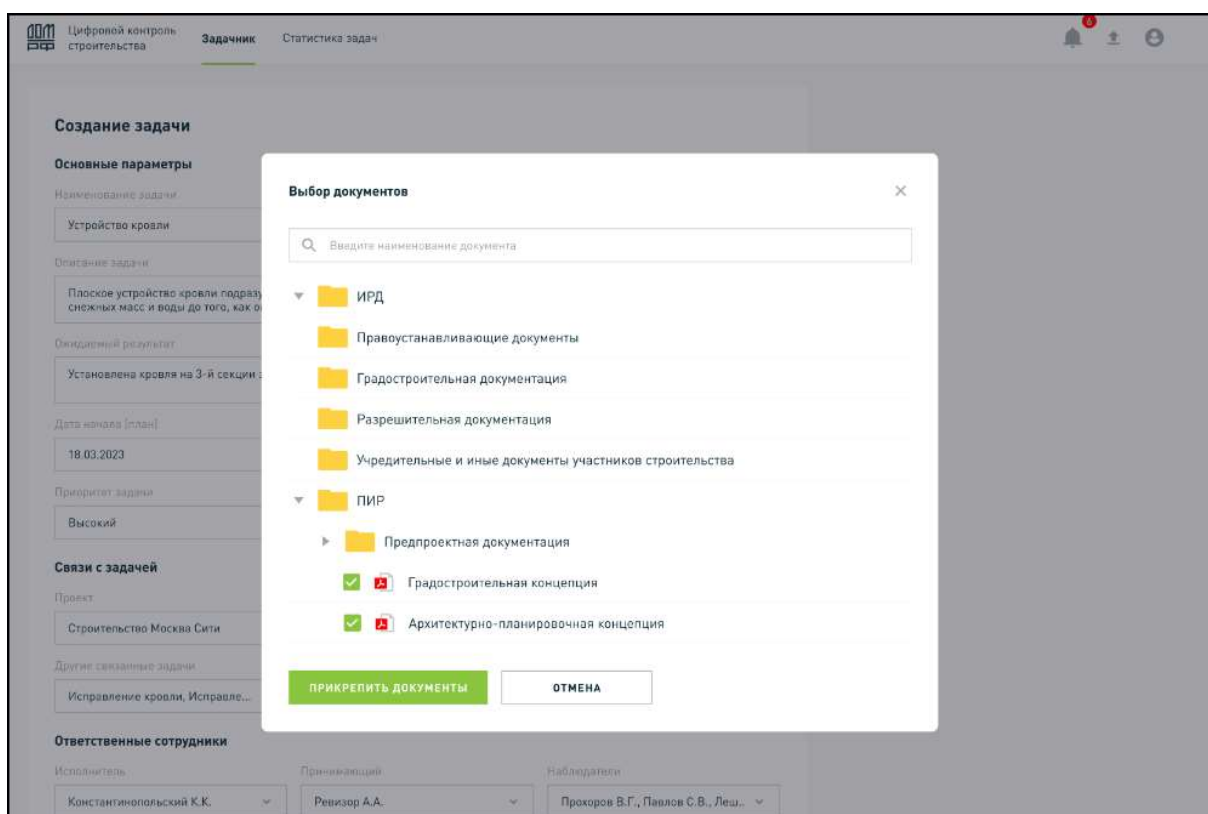 ДОМ
РФ
Цифровой контроль
строительства
Задачник
Статистика задач
6
Создание задачи
Основные параметры
Наименование задачи
Устройство кровли
Описание задачи
Плоское устройство кровли подразу
снежных масс и воды до того, как о
Ожидаемый результат
Установлена кровля на 3-й секции з
Дата начала (план)
18.03.2023
Приоритет задачи
Высокий
Связи с задачей
Проект
Строительство Москва Сити
Другие связанные задачи
Исправление кровли, Исправле...
Ответственные сотрудники
Исполнитель
Принимающий
Наблюдатели
Константинопольский К.К.
Ревизор А.А.
Прохоров В.Г., Павлов С.В., Леш...
Выбор документов
Введите наименование документа
ИРД
Правоустанавливающие документы
Градостроительная документация
Разрешительная документация
Учредительные и иные документы участников строительства
ПИР
Предпроектная документация
Градостроительная концепция
Архитектурно-планировочная концепция
ПРИКРЕПИТЬ ДОКУМЕНТЫ
ОТМЕНА